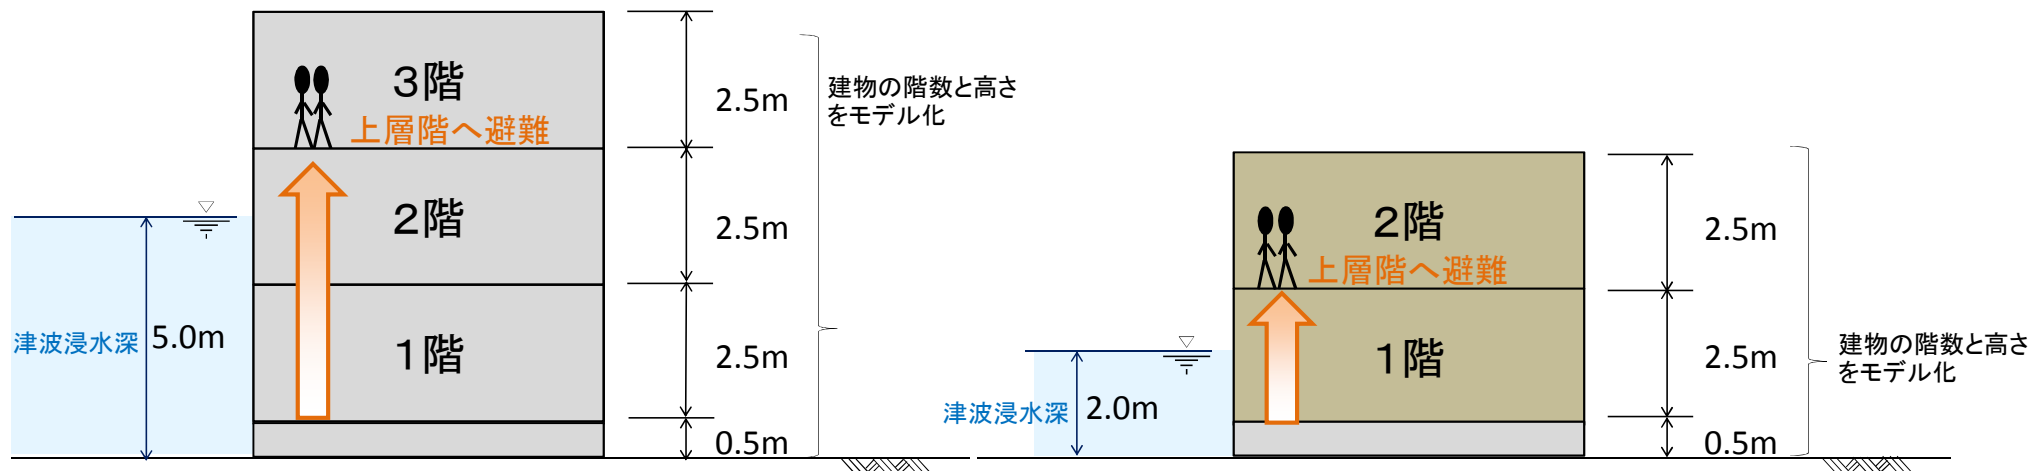 3階
上層階へ避難
2階
1階
津波浸水深
5.0m
2.5m
2.5m
2.5m
0.5m
建物の階数と高さ
をモデル化
2階
上層階へ避難
1階
津波浸水深
2.0m
2.5m
2.5m
0.5m
建物の階数と高さ
をモデル化